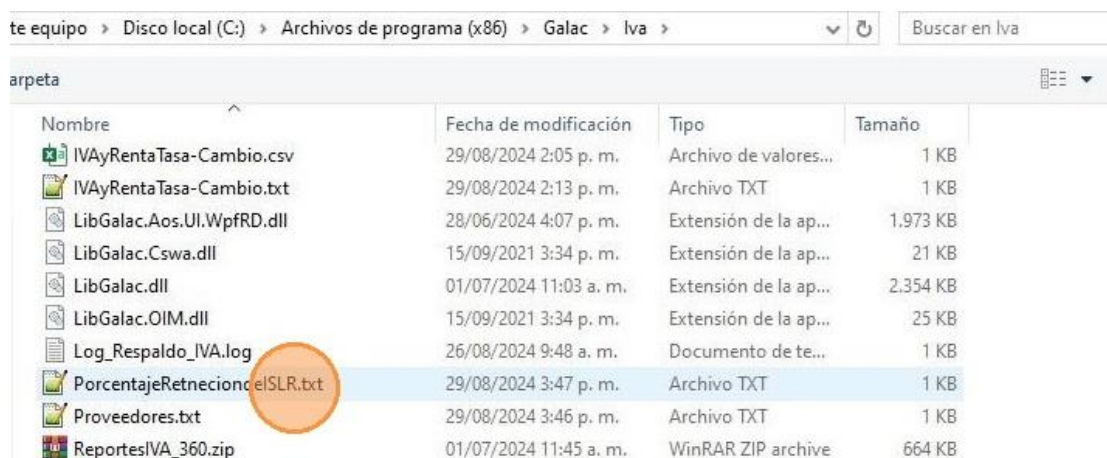 te equipo > Disco local (C:) > Archivos de programa (x86) > Galac > Iva > Buscar en Iva
arpeta
Nombre Fecha de modificación Tipo Tamaño
IVAyRentaTasa-Cambio.csv 29/08/2024 2:05 p. m. Archivo de valores... 1 KB
IVAyRentaTasa-Cambio.txt 29/08/2024 2:13 p. m. Archivo TXT 1 KB
LibGalac.Aos.UI.WpfRD.dll 28/06/2024 4:07 p. m. Extensión de la ap... 1.973 KB
LibGalac.Cswa.dll 15/09/2021 3:34 p. m. Extensión de la ap... 21 KB
LibGalac.dll 01/07/2024 11:03 a. m. Extensión de la ap... 2.354 KB
LibGalac.OIM.dll 15/09/2021 3:34 p. m. Extensión de la ap... 25 KB
Log_Respaldo_IVA.log 26/08/2024 9:48 a. m. Documento de te... 1 KB
PorcentajeRetneciondeISLR.txt 29/08/2024 3:47 p. m. Archivo TXT 1 KB
Proveedores.txt 29/08/2024 3:46 p. m. Archivo TXT 1 KB
ReportesIVA_360.zip 01/07/2024 11:45 a. m. WinRAR ZIP archive 664 KB